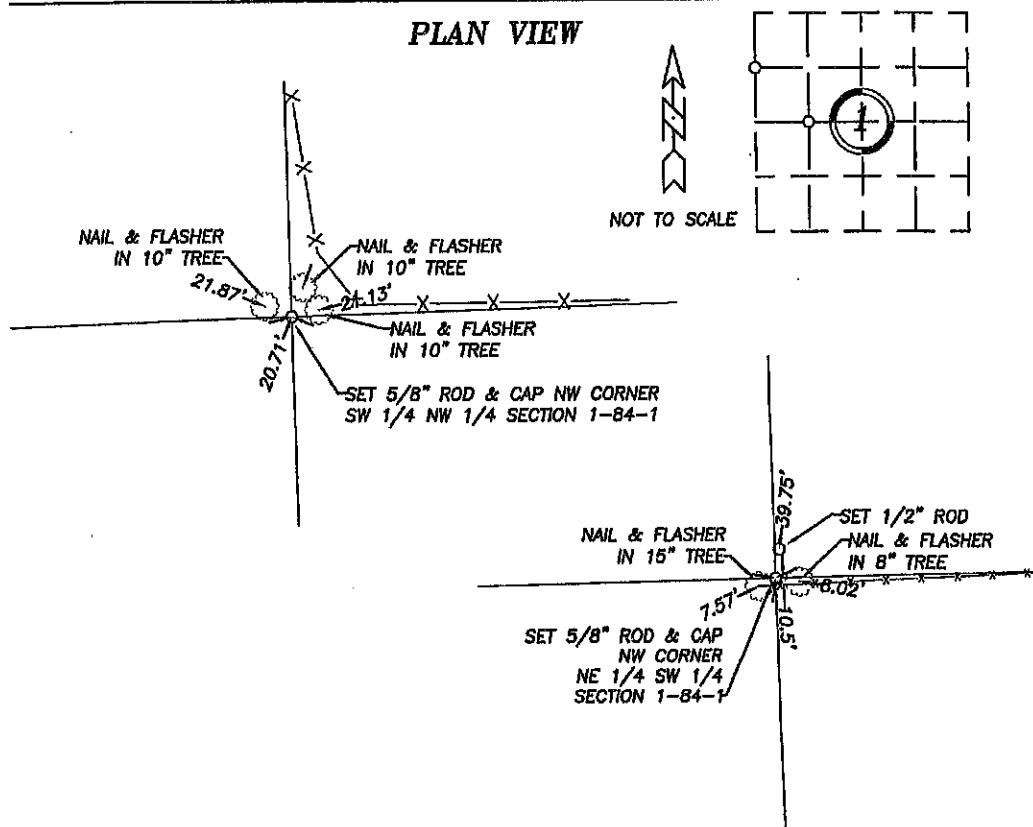 PLAN VIEW
N
1
NOT TO SCALE
NAIL & FLASHER
IN 10" TREE
21.87'
NAIL & FLASHER
IN 10" TREE
21.13'
NAIL & FLASHER
IN 10" TREE
20.71'
SET 5/8" ROD & CAP NW CORNER
SW 1/4 NW 1/4 SECTION 1-84-1
39.75'
SET 1/2" ROD
NAIL & FLASHER
IN 15" TREE
NAIL & FLASHER
IN 8" TREE
7.57'
10.5'
SET 5/8" ROD & CAP
NW CORNER
NE 1/4 SW 1/4
SECTION 1-84-1